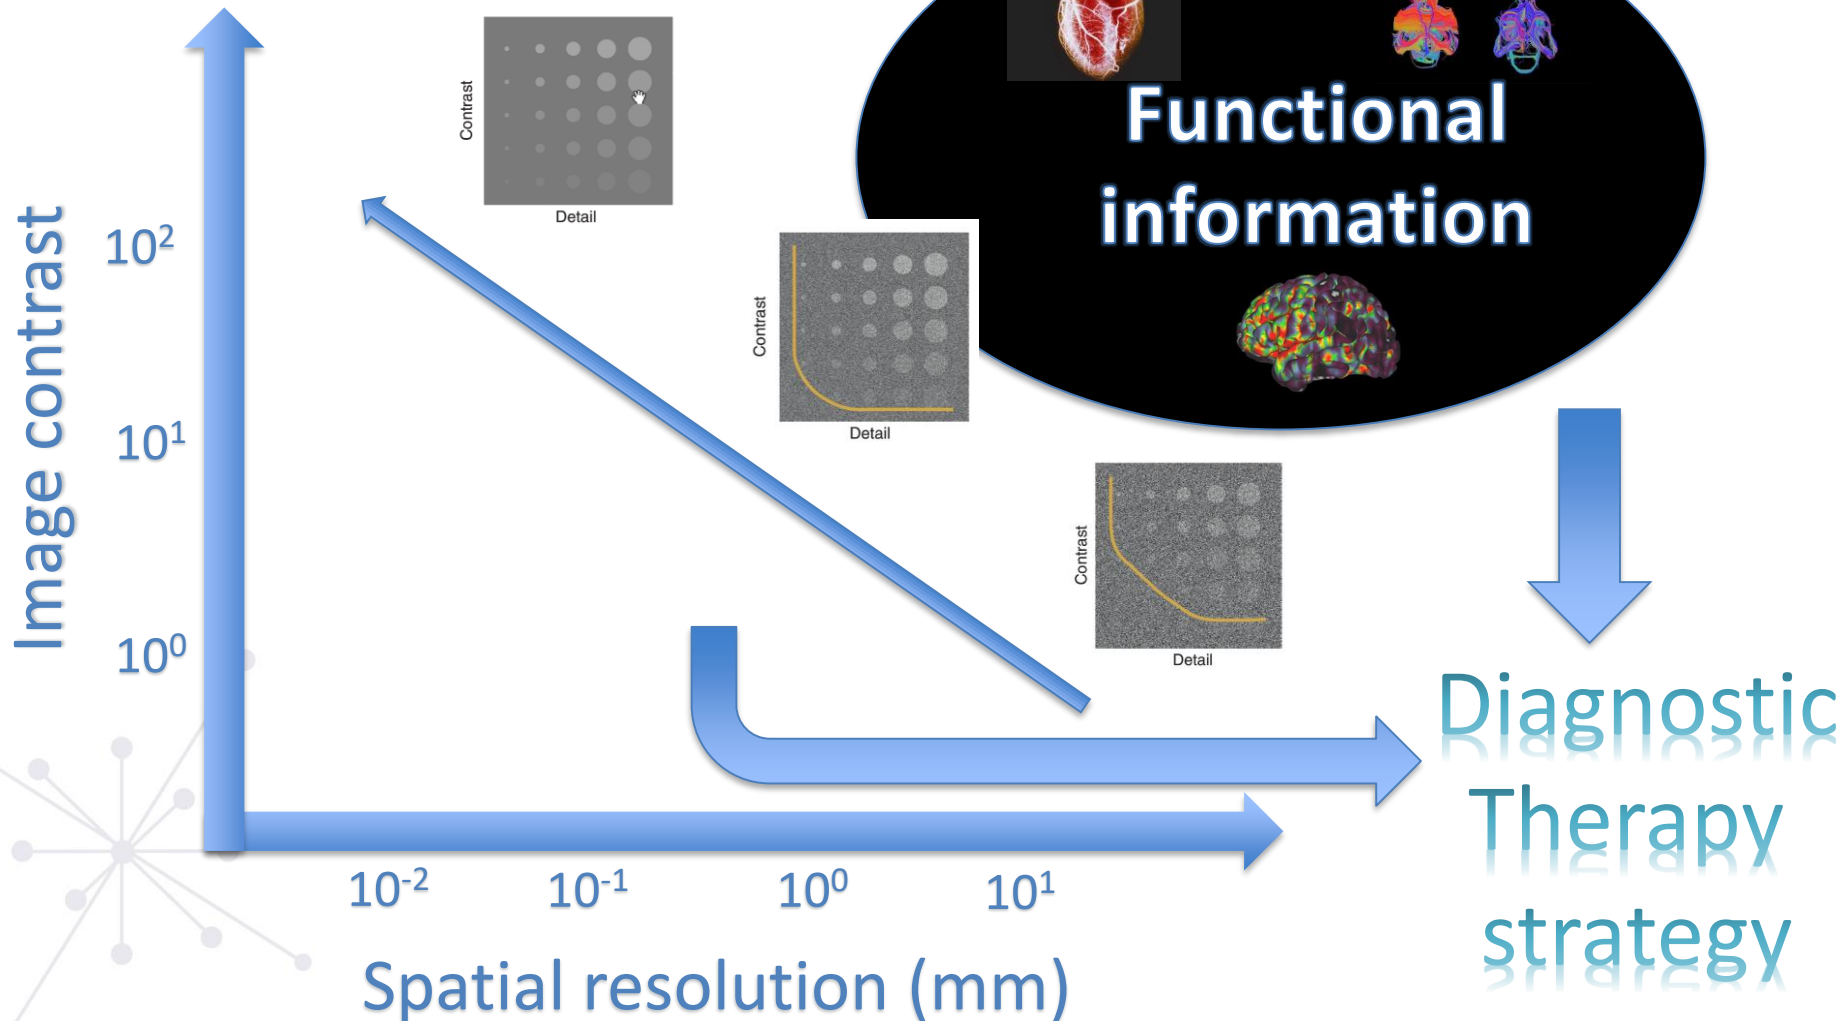 Contrast
Detail
Functional
information
Contrast
Detail
Contrast
Detail
Image contrast
10²
10¹
10⁰
10⁻²
10⁻¹
10⁰
10¹
Spatial resolution (mm)
Diagnostic
Therapy
strategy